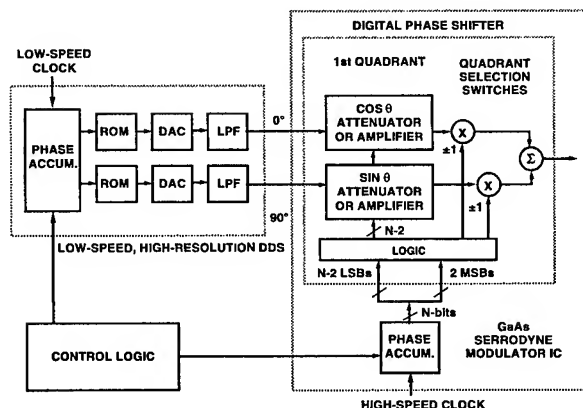 DIGITAL PHASE SHIFTER
LOW-SPEED
CLOCK
1st QUADRANT
QUADRANT
SELECTION
SWITCHES
PHASE
ACCUM.
ROM
DAC
LPF
0°
COS θ
ATTENUATOR
OR AMPLIFIER
X
±1
Σ
ROM
DAC
LPF
90°
SIN θ
ATTENUATOR
OR AMPLIFIER
X
±1
N-2
LOW-SPEED, HIGH-RESOLUTION DDS
LOGIC
N-2 LSBs
2 MSBs
N-bits
CONTROL LOGIC
PHASE
ACCUM.
GaAs
SERRODYNE
MODULATOR IC
HIGH-SPEED CLOCK